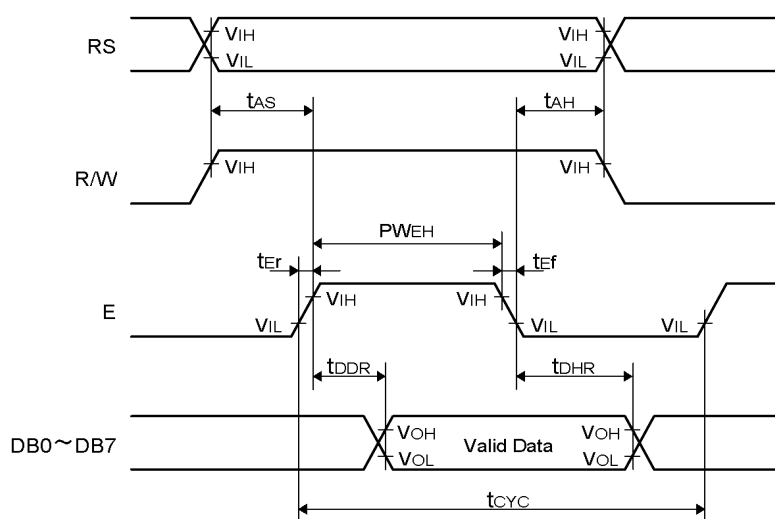 RS
VIH
VIL
VIH
VIL
tAS
tAH
R/W
VIH
VIH
PWEH
tEr
tEf
E
VIH
VIH
VIL
VIL
VIL
tDDR
tDHR
DB0～DB7
VOH
VOL
Valid Data
VOH
VOL
tCYC